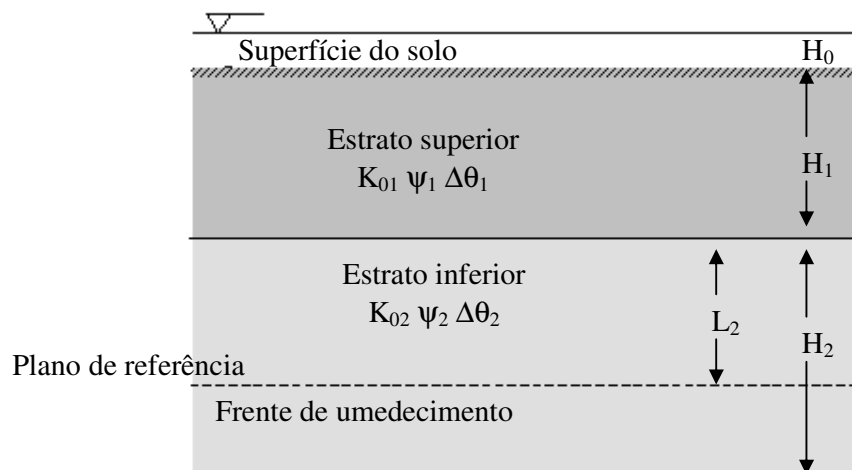 Superfície do solo
H₀
Estrato superior
K₀₁ ψ₁ Δθ₁
H₁
Estrato inferior
K₀₂ ψ₂ Δθ₂
L₂
H₂
Plano de referência
Frente de umedecimento